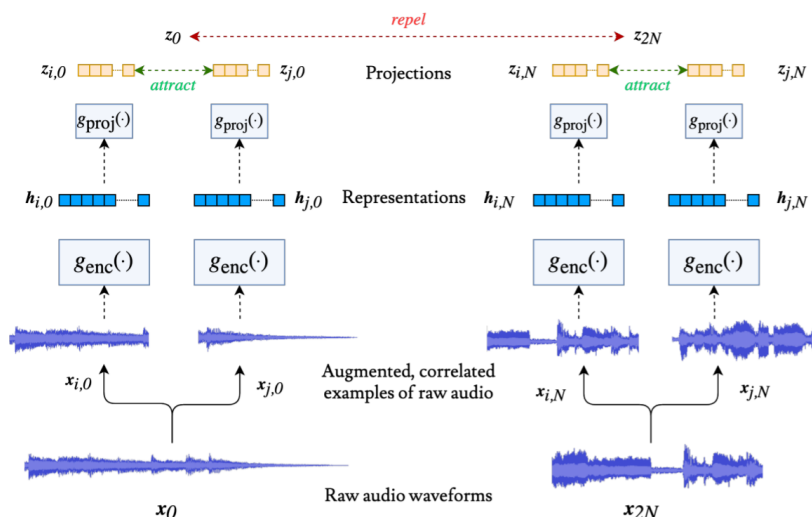 repel
z0 z2N
zi,0 zj,0 Projections zi,N zj,N
attract attract
gproj(·) gproj(·) gproj(·) gproj(·)
hi,0 hj,0 Representations hi,N hj,N
genc(·) genc(·) genc(·) genc(·)
Augmented, correlated
examples of raw audio
xi,0 xj,0 xi,N xj,N
Raw audio waveforms
x0 x2N